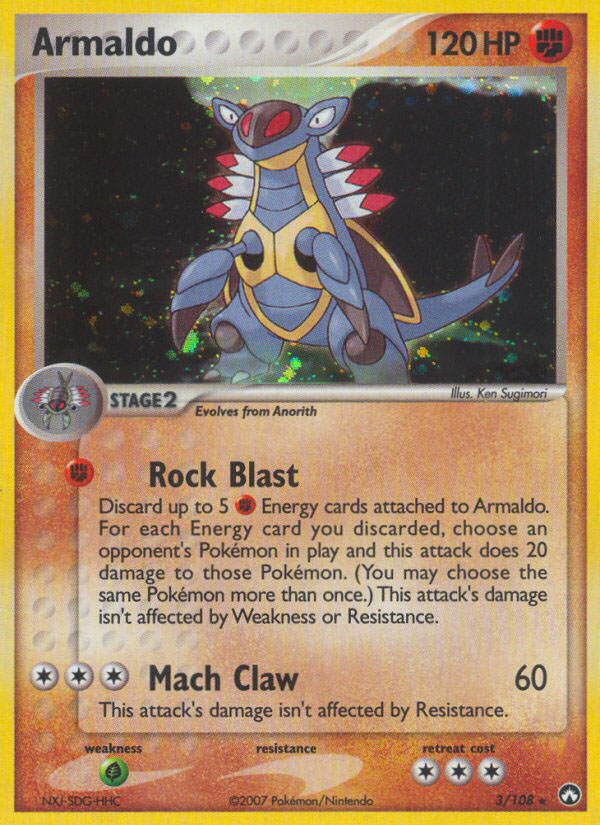 Armaldo 120 HP
Illus. Ken Sugimori
STAGE 2
Evolves from Anorith
Rock Blast
Discard up to 5 Energy cards attached to Armaldo.
For each Energy card you discarded, choose an
opponent's Pokémon in play and this attack does 20
damage to those Pokémon. (You may choose the
same Pokémon more than once.) This attack's damage
isn't affected by Weakness or Resistance.
Mach Claw 60
This attack's damage isn't affected by Resistance.
weakness resistance retreat cost
NXJ-SDG-HHC ©2007 Pokémon/Nintendo 3/108